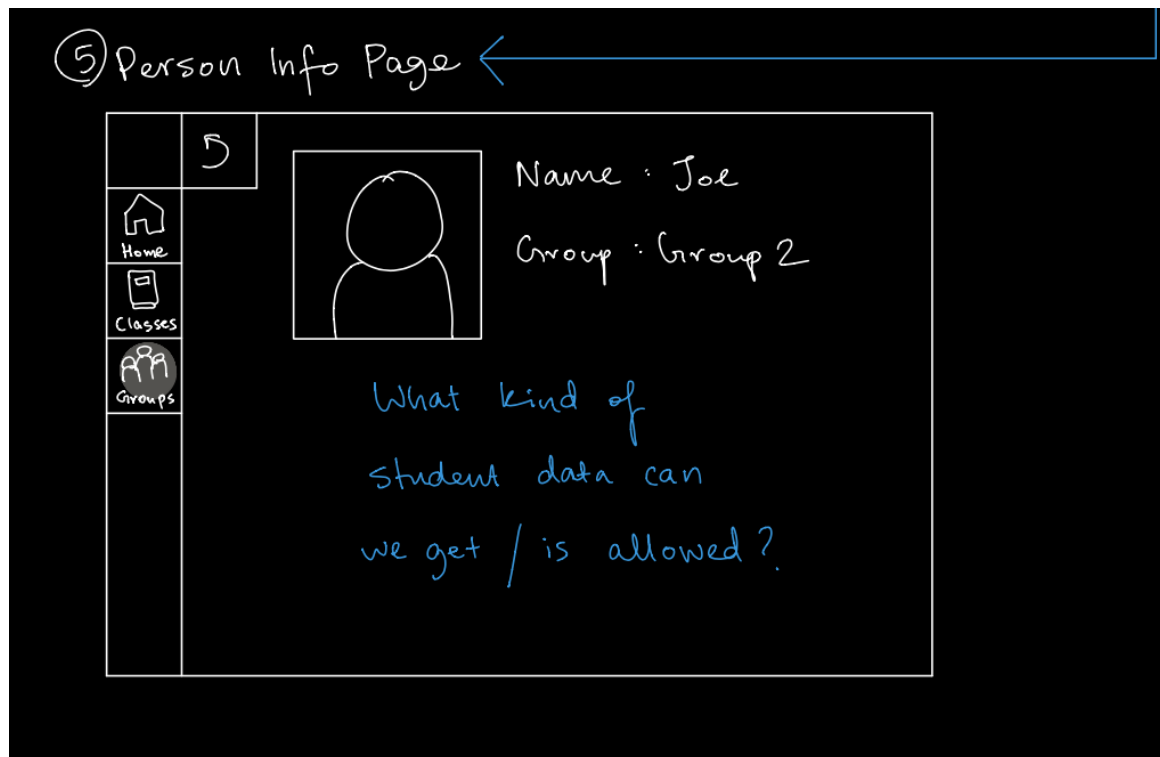 5 Person Info Page
Home
Classes
Groups
Name : Joe
Group : Group 2
What kind of
student data can
we get / is allowed?